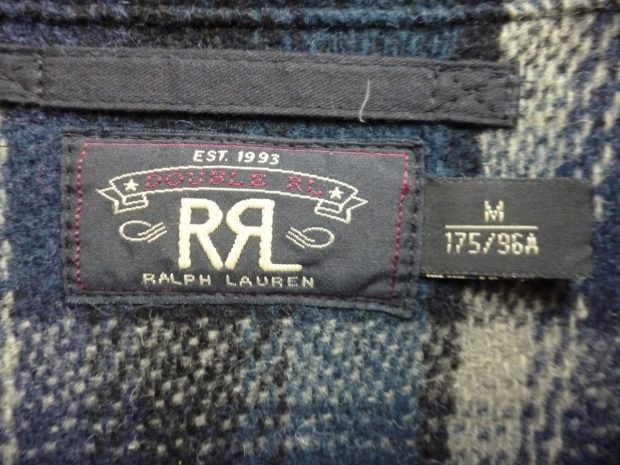 EST. 1993
DOUBLE RL
RRL
RALPH LAUREN
M
175/96A